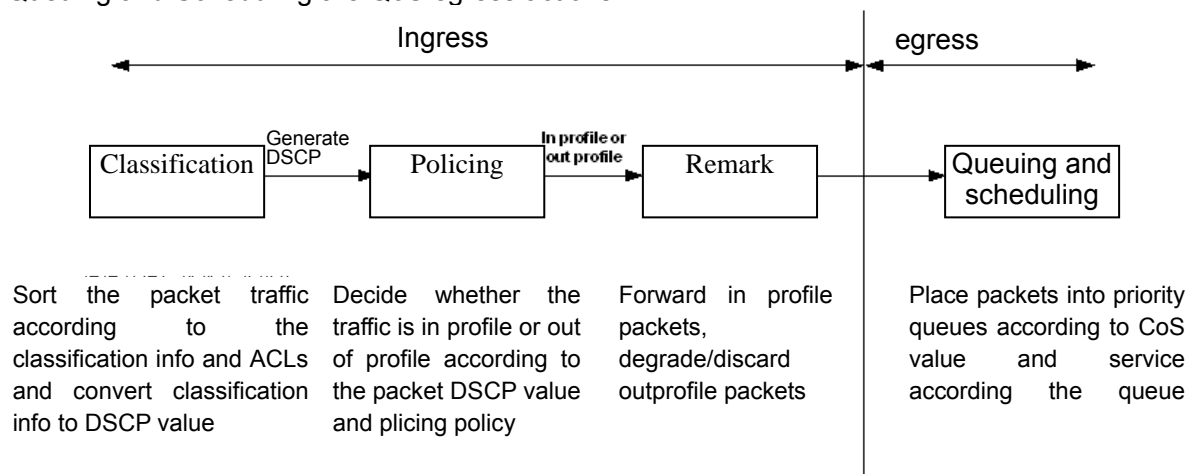 Ingress
egress
Generate
DSCP
In profile or
out profile
Classification
Policing
Remark
Queuing and
scheduling
Sort the packet traffic
according to the
classification info and ACLs
and convert classification
info to DSCP value
Decide whether the
traffic is in profile or out
of profile according to
the packet DSCP value
and plicing policy
Forward in profile
packets,
degrade/discard
outprofile packets
Place packets into priority
queues according to CoS
value and service
according the queue